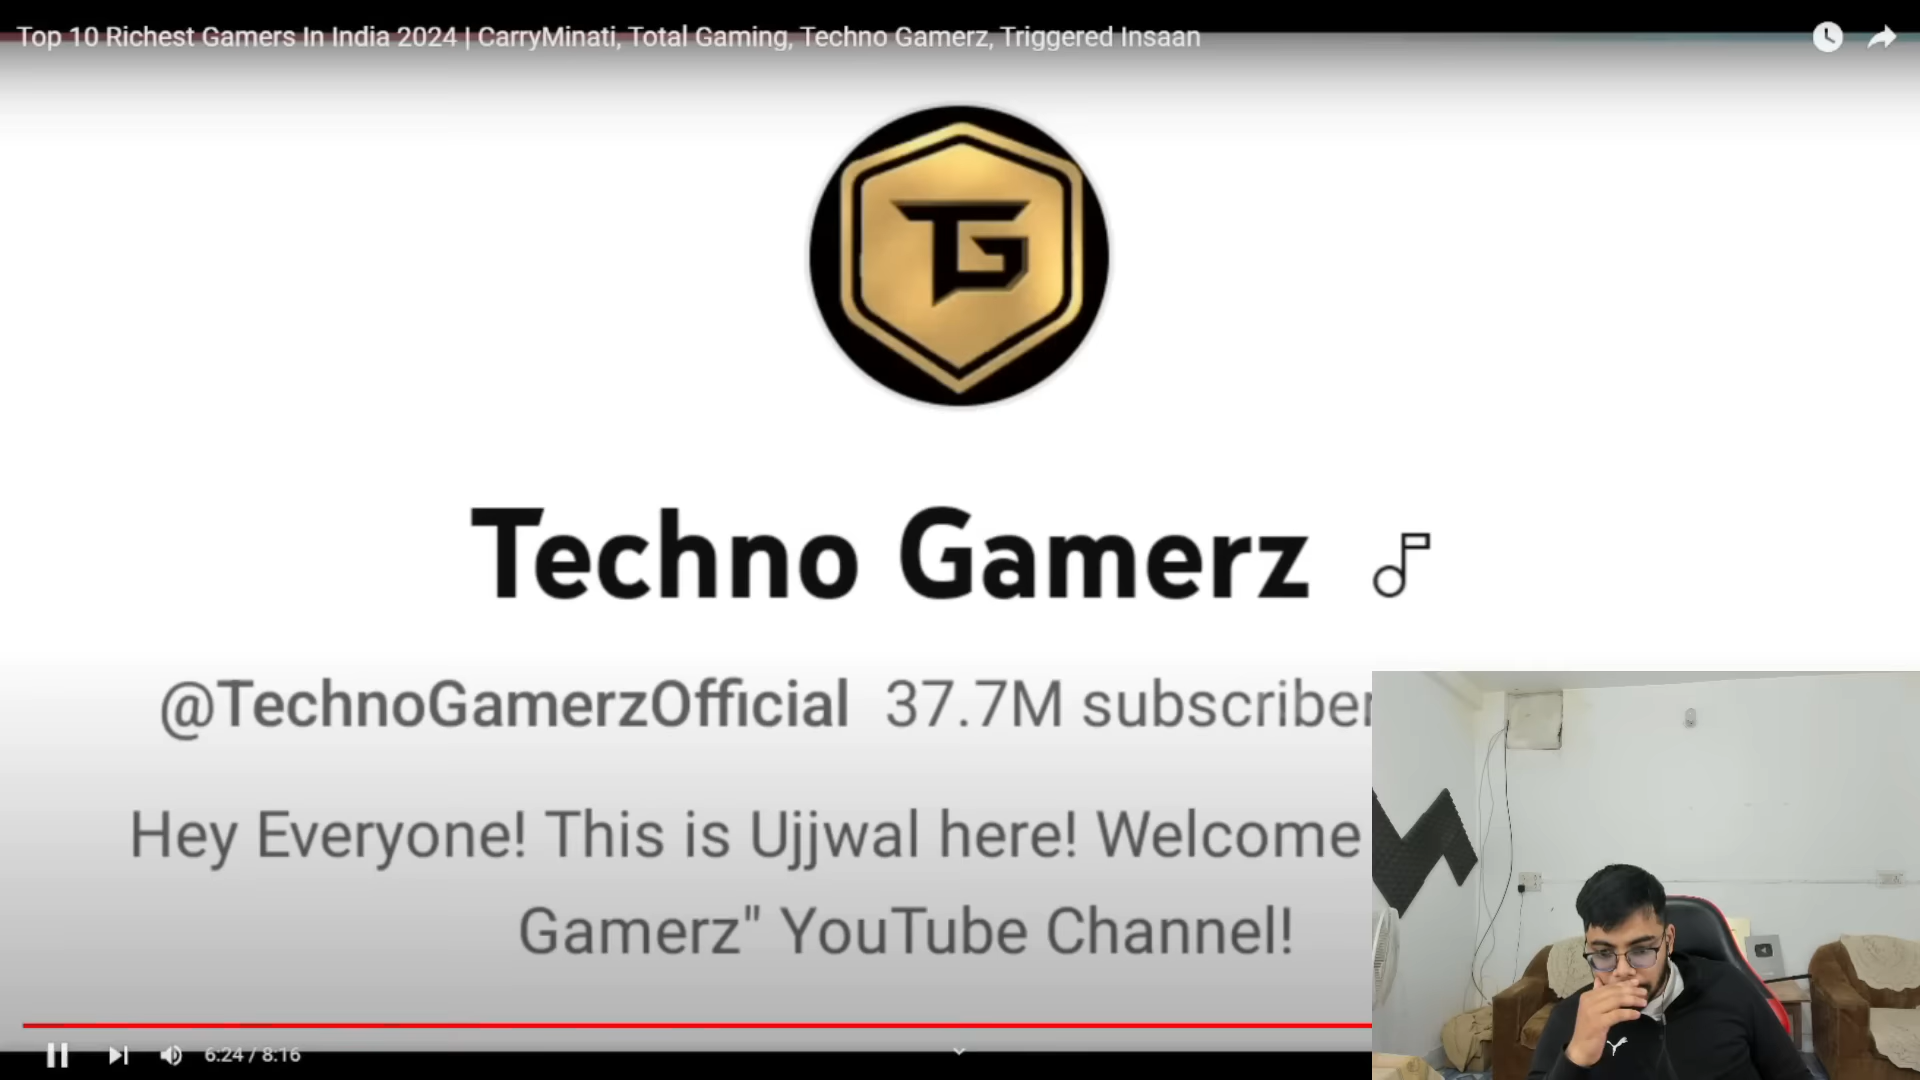 Top 10 Richest Gamers In India 2024 | CarryMinati, Total Gaming, Techno Gamerz, Triggered Insaan
TG
Techno Gamerz
@TechnoGamerzOfficial 37.7M subscriber
Hey Everyone! This is Ujjwal here! Welcome
Gamerz" YouTube Channel!
6:24 / 8:16